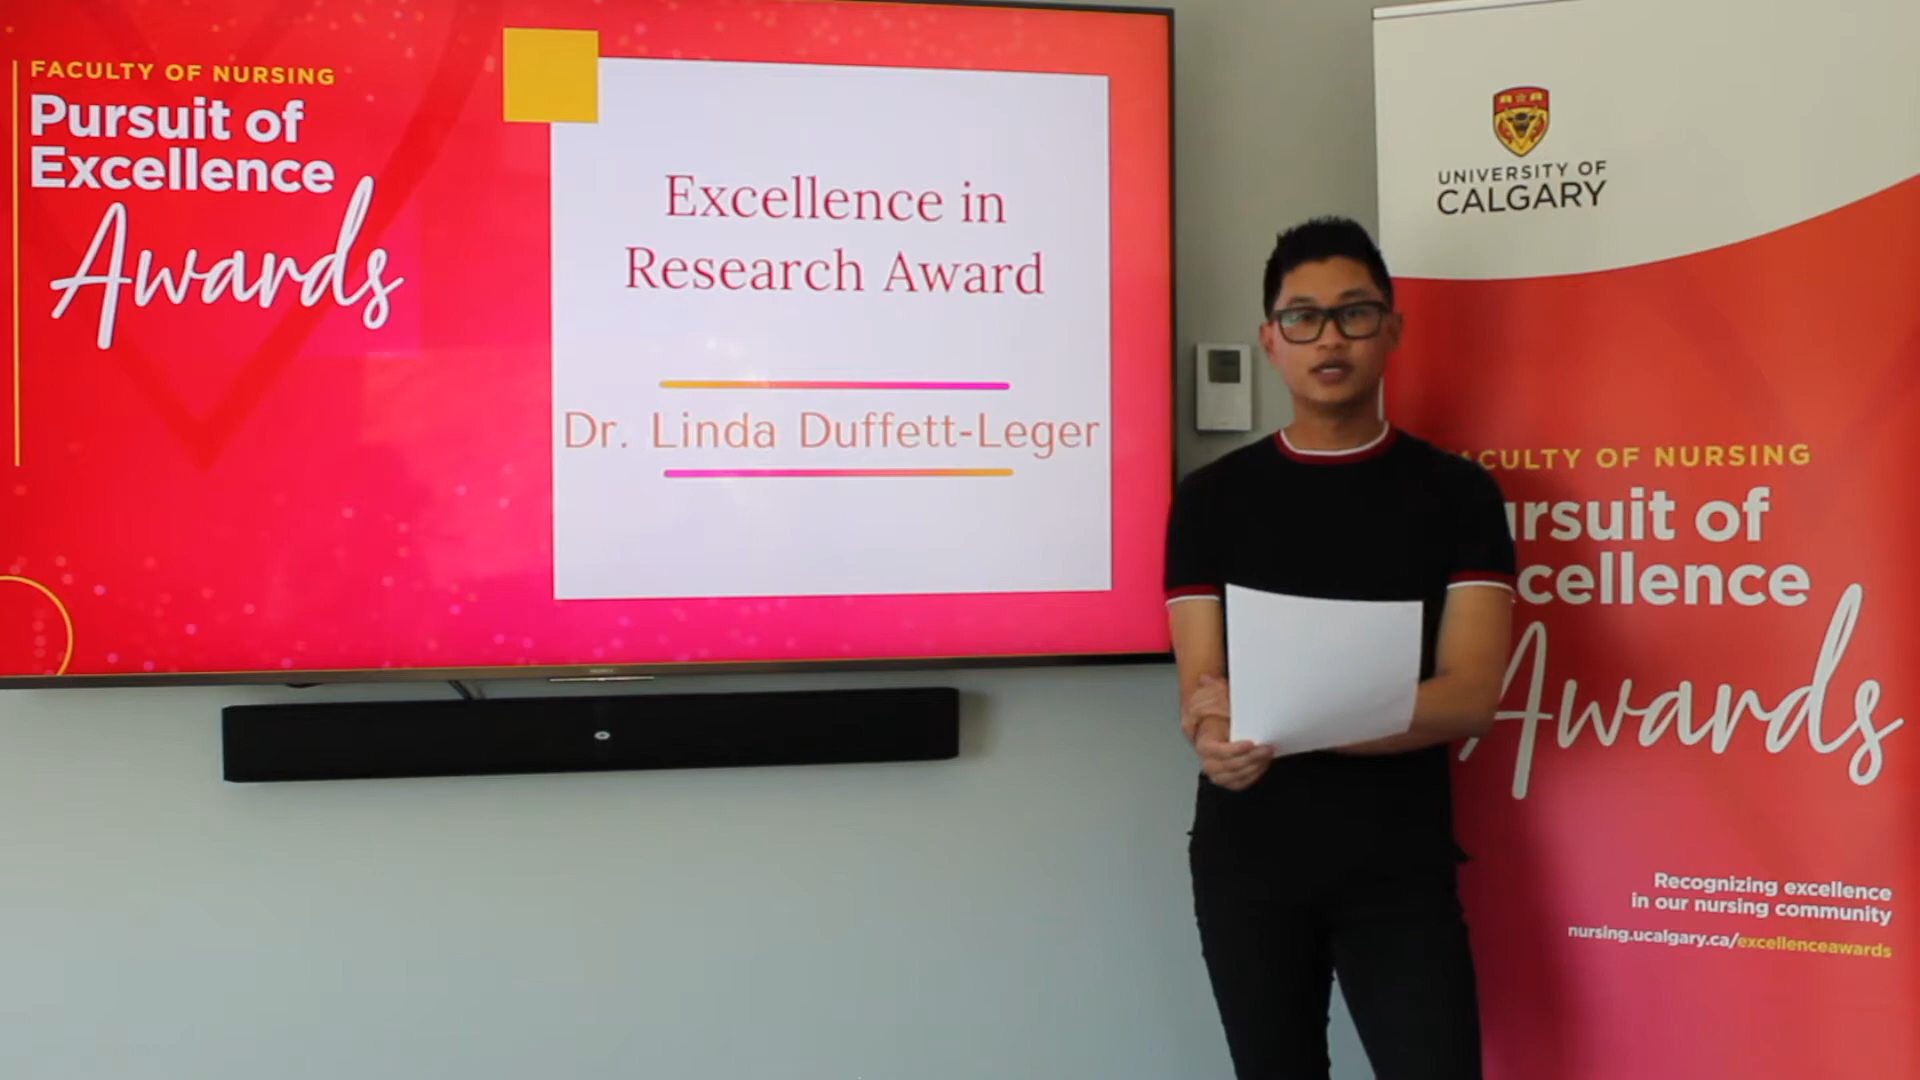 FACULTY OF NURSING
Pursuit of
Excellence
Awards
Excellence in
Research Award
Dr. Linda Duffett-Leger
UNIVERSITY OF
CALGARY
ACULTY OF NURSING
ursuit of
cellence
Awards
Recognizing excellence
in our nursing community
nursing.ucalgary.ca/excellenceawards